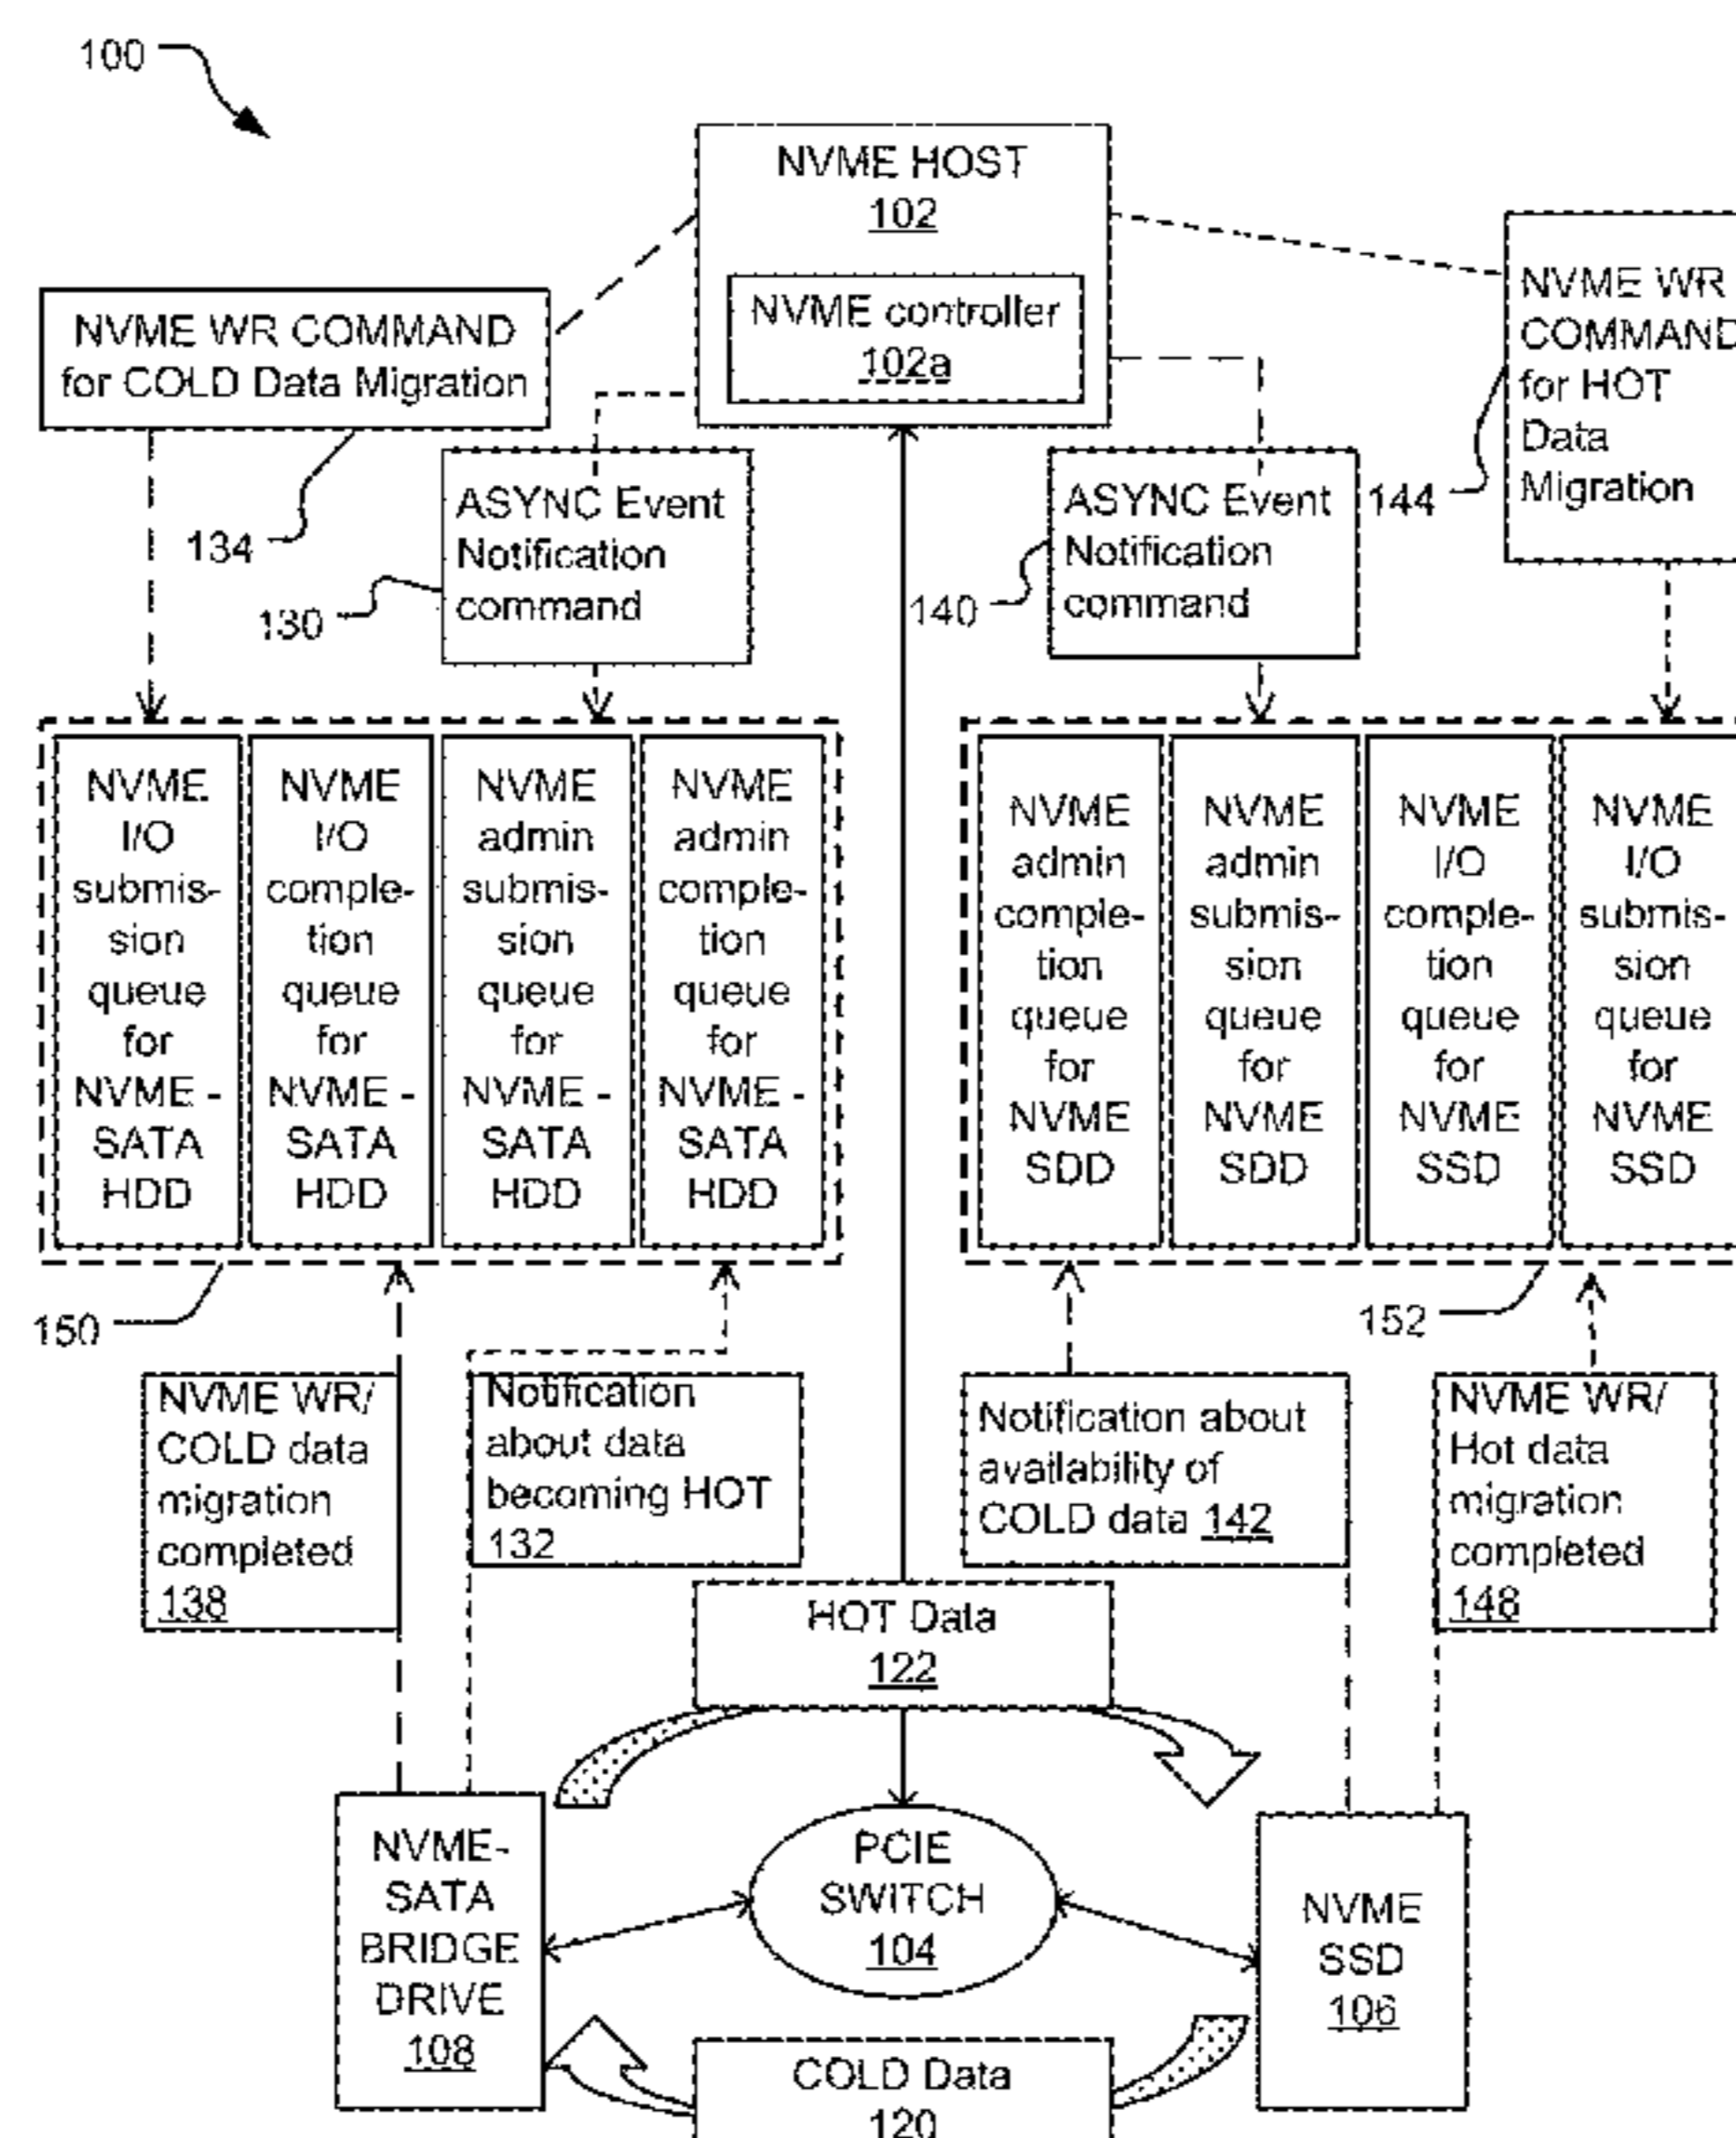 100
NVME HOST
102
NVME controller
102a
NVME WR COMMAND
for COLD Data Migration
134
ASYNC Event
Notification
command
130
ASYNC Event
Notification
command
140
NVME WR
COMMAND
for HOT
Data
Migration
144
NVME
I/O
submis-
sion
queue
for
NVME -
SATA
HDD
NVME
I/O
comple-
tion
queue
for
NVME -
SATA
HDD
NVME
admin
submis-
sion
queue
for
NVME -
SATA
HDD
NVME
admin
comple-
tion
queue
for
NVME -
SATA
HDD
NVME
admin
comple-
tion
queue
for
NVME
SDD
NVME
admin
submis-
sion
queue
for
NVME
SDD
NVME
I/O
comple-
tion
queue
for
NVME
SSD
NVME
I/O
submis-
sion
queue
for
NVME
SSD
150
152
NVME WR/
COLD data
migration
completed
138
Notification
about data
becoming HOT
132
Notification about
availability of
COLD data 142
NVME WR/
Hot data
migration
completed
148
HOT Data
122
NVME-
SATA
BRIDGE
DRIVE
108
PCIE
SWITCH
104
NVME
SSD
106
COLD Data
120